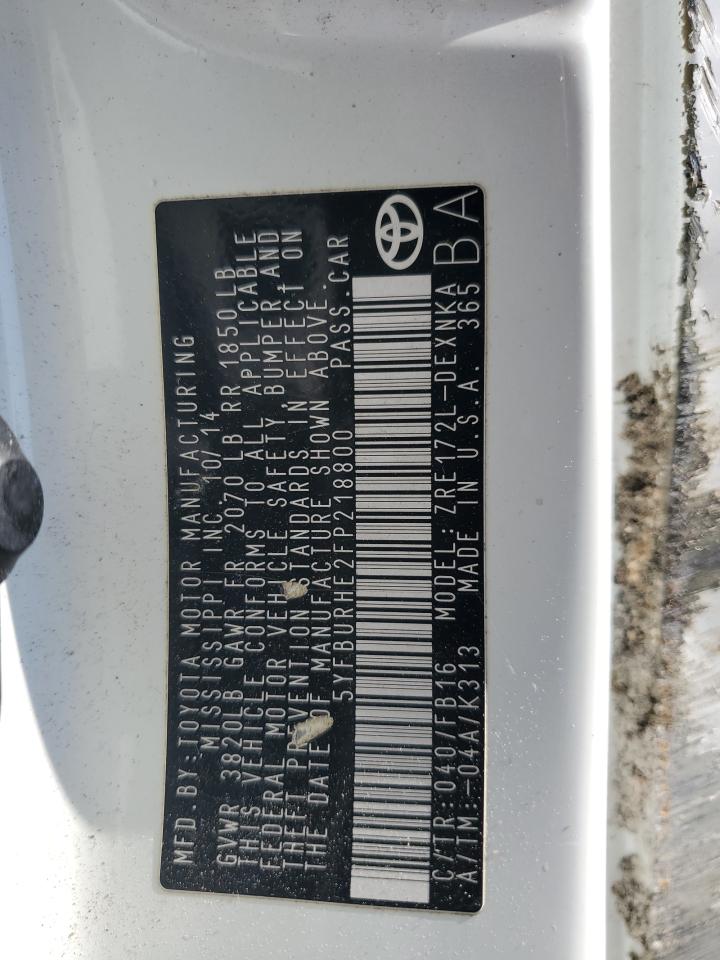 MFD.BY:TOYOTA MOTOR MANUFACTURING
MISSISSIPPI INC. 10/14
GVWR 3820LB GAWR FR 2070 LB RR 1850LB
THIS VEHICLE CONFORMS TO ALL APPLICABLE
FEDERAL MOTOR VEHICLE SAFETY, BUMPER, AND
THEFT PREVENTION STANDARDS IN EFFECT ON
THE DATE OF MANUFACTURE SHOWN ABOVE.
5YFBURHE2FP218800 PASS.CAR
C/TR:040/FB16 MODEL:ZRE172L-DEXNKA
A/TM:-04A/K313 MADE IN U.S.A. 365 BA